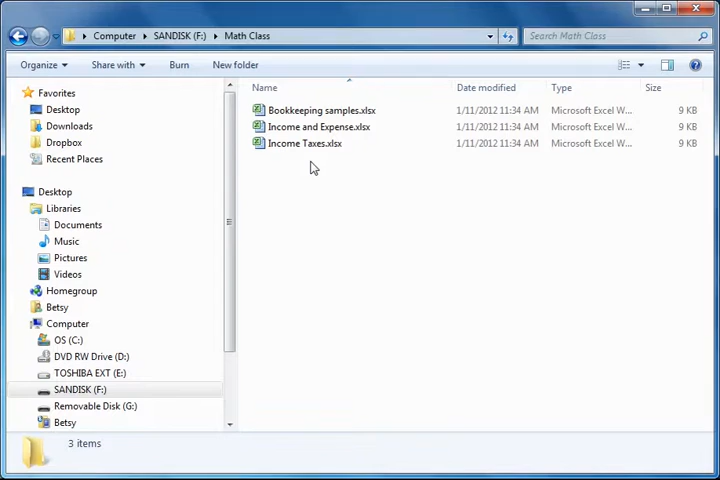 Computer ▸ SANDISK (F:) ▸ Math Class
Search Math Class
Organize Share with Burn New folder
Name Date modified Type Size
Bookkeeping samples.xlsx 1/11/2012 11:34 AM Microsoft Excel W... 9 KB
Income and Expense.xlsx 1/11/2012 11:34 AM Microsoft Excel W... 9 KB
Income Taxes.xlsx 1/11/2012 11:34 AM Microsoft Excel W... 9 KB
Favorites
Desktop
Downloads
Dropbox
Recent Places
Desktop
Libraries
Documents
Music
Pictures
Videos
Homegroup
Betsy
Computer
OS (C:)
DVD RW Drive (D:)
TOSHIBA EXT (E:)
SANDISK (F:)
Removable Disk (G:)
Betsy
3 items